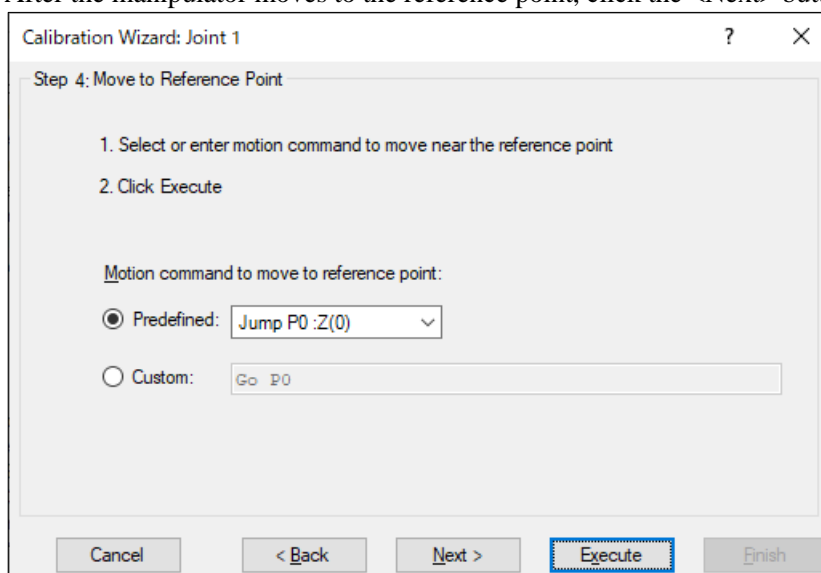 After the manipulator moves to the reference point, click the <Next>
Calibration Wizard: Joint 1
Step 4: Move to Reference Point
1. Select or enter motion command to move near the reference point
2. Click Execute
Motion command to move to reference point:
Predefined: Jump P0 :Z(0)
Custom: Go P0
Cancel < Back Next > Execute Finish